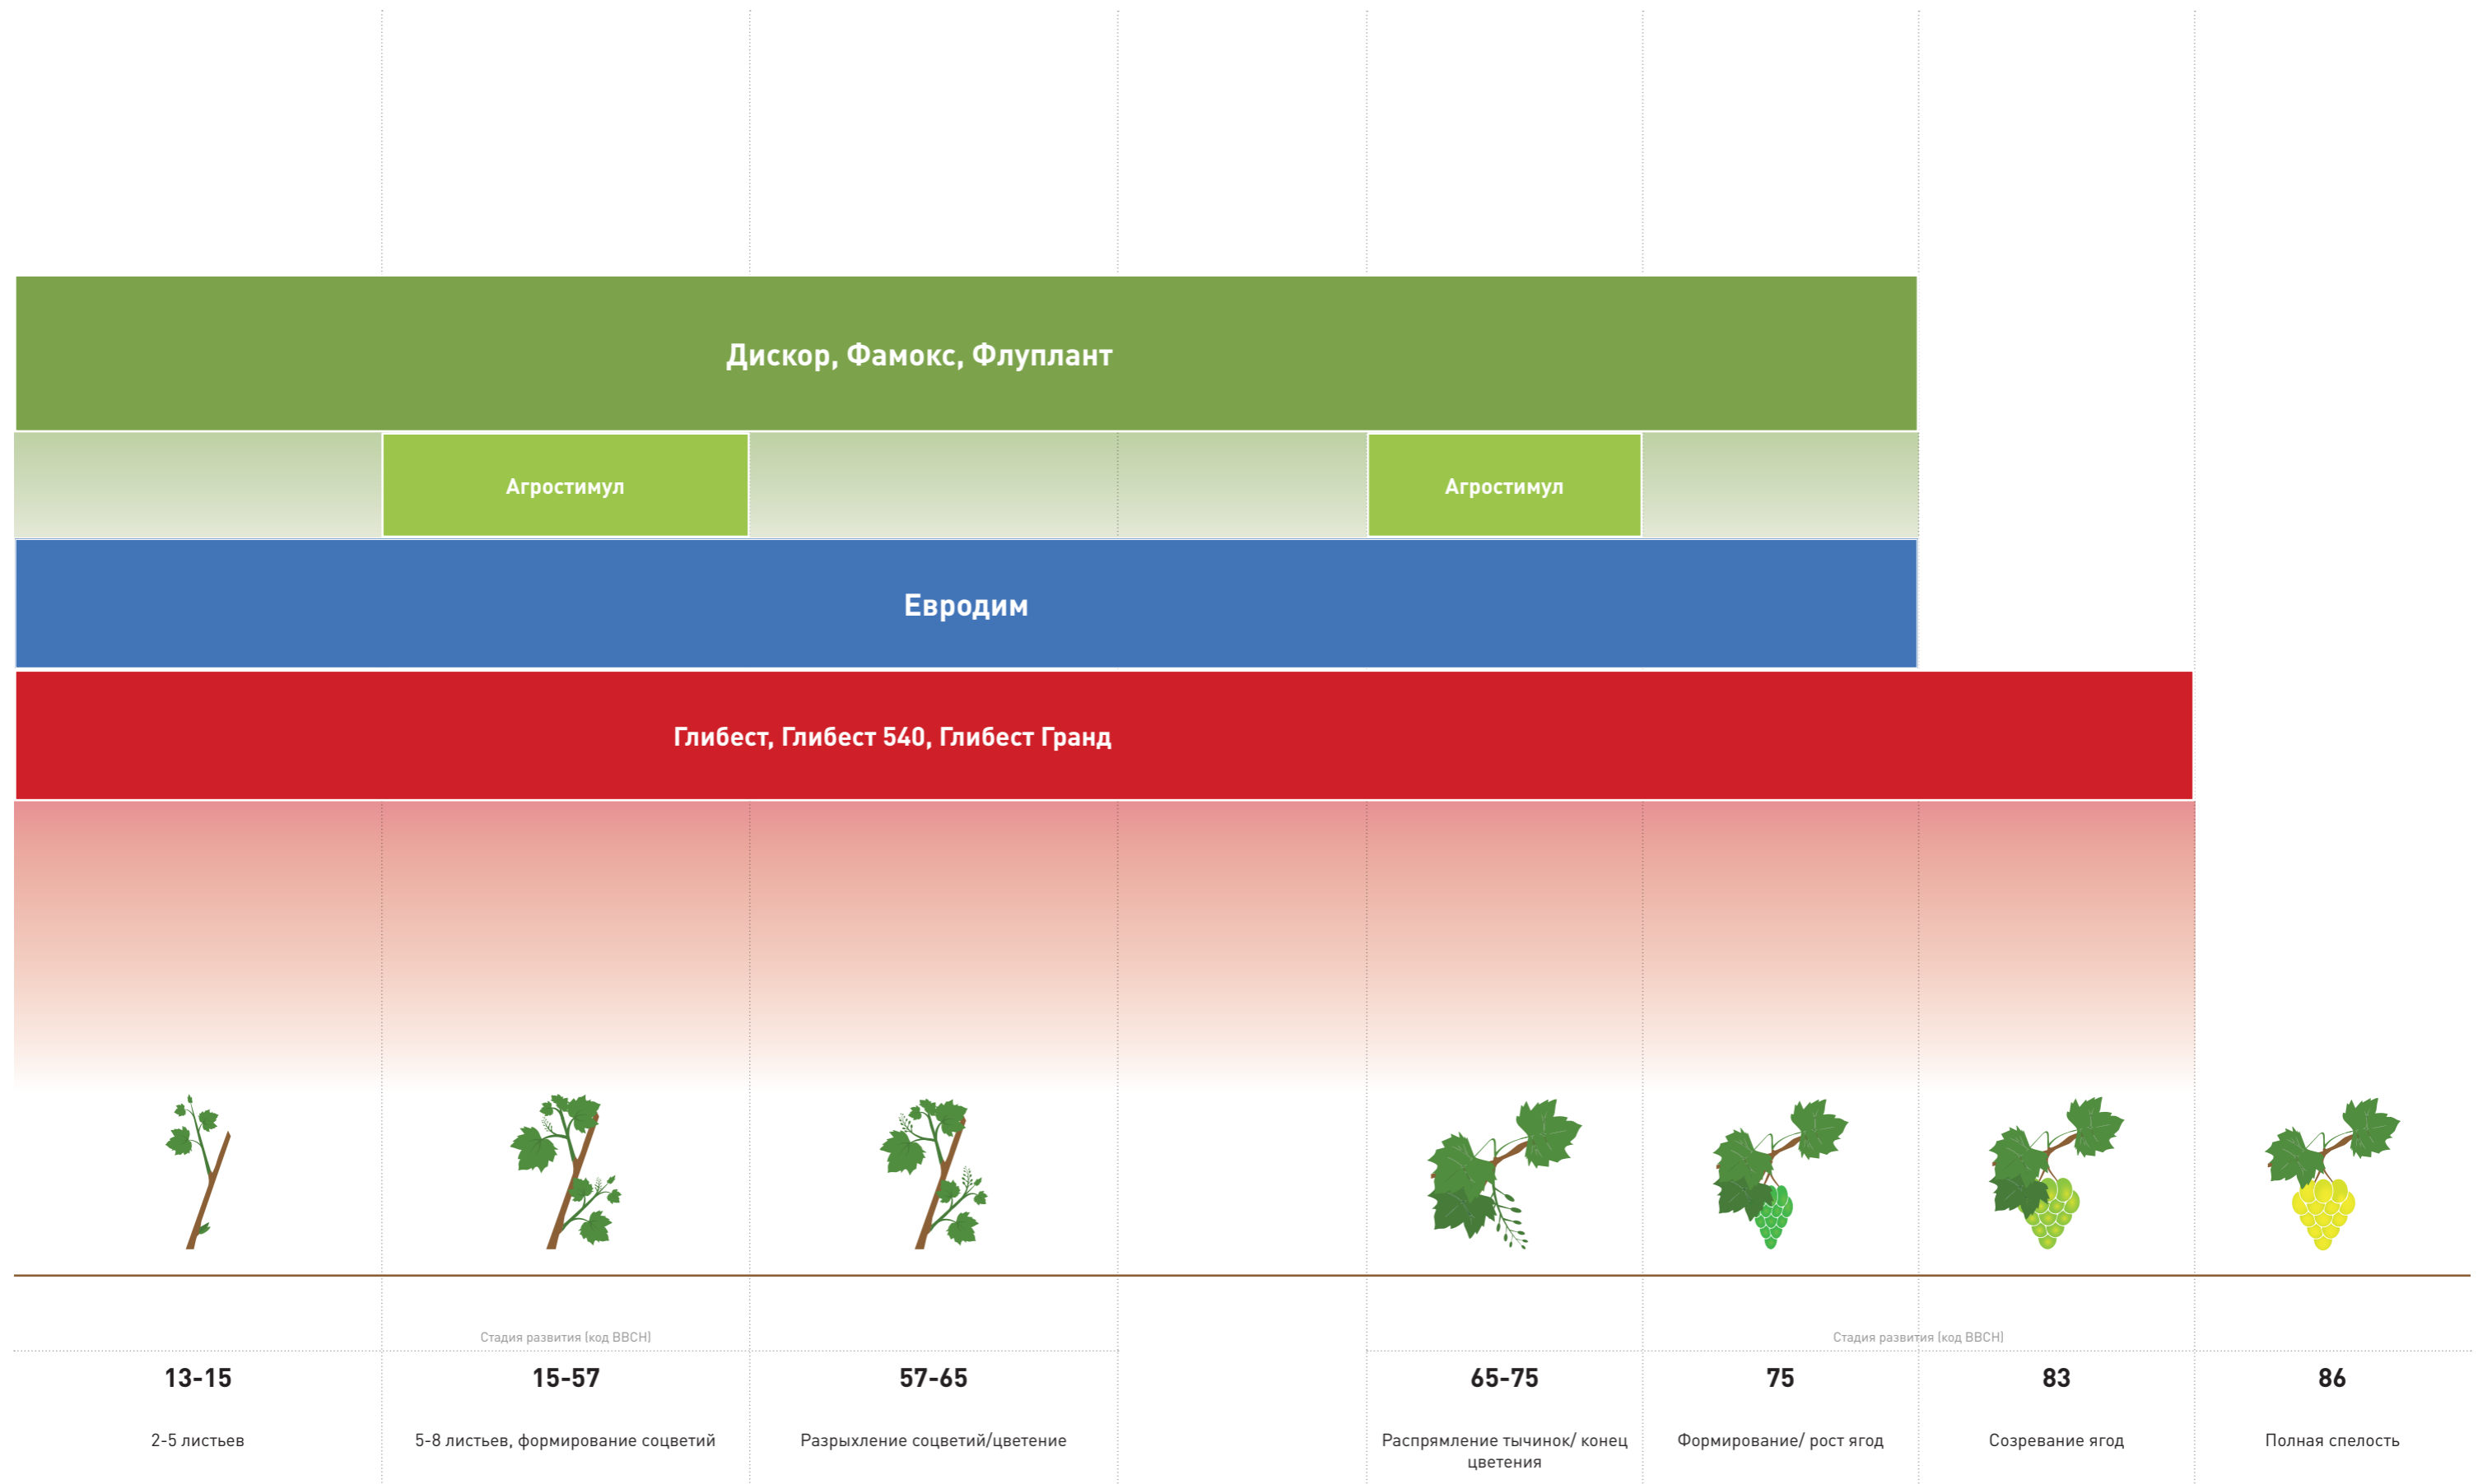 Дискор, Фамокс, Флуплант
Агростимул
Агростимул
Евродим
Глибест, Глибест 540, Глибест Гранд
Стадия развития (код ВВСН)
Стадия развития (код ВВСН)
13-15
15-57
57-65
65-75
75
83
86
2-5 листьев
5-8 листьев, формирование соцветий
Разрыхление соцветий/цветение
Распрямление тычинок/ конец
цветения
Формирование/ рост ягод
Созревание ягод
Полная спелость